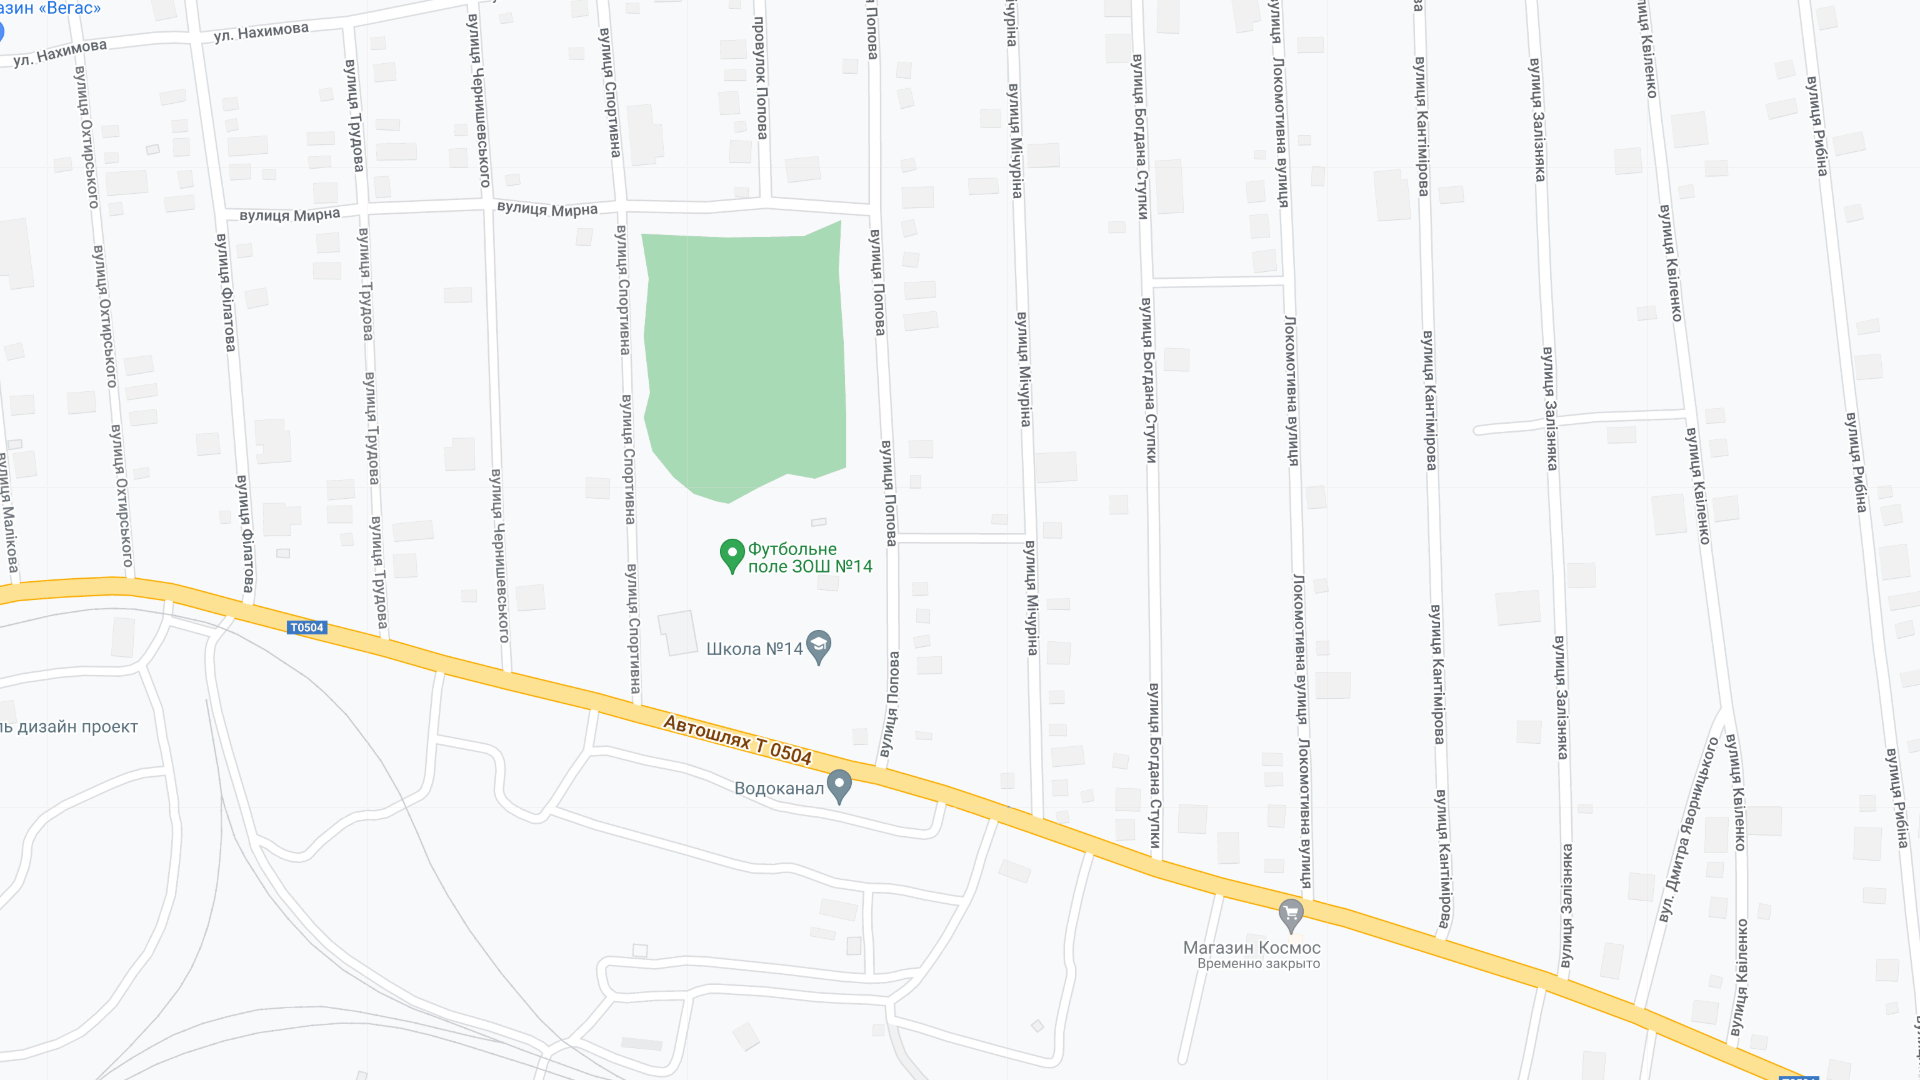 азин «Вегас»
ул. Нахимова
ул. Нахимова
вулиця Охтирського
вулиця Трудова
вулиця Чернишевського
вулиця Спортивна
провулок Попова
Попова
вулиця Мічуріна
вулиця Богдана Ступки
Локомотивна вулиця
вулиця Кантімірова
вулиця Залізняка
вулиця Рибіна
вулиця Мирна
вулиця Мирна
вулиця Охтирського
вулиця Філатова
вулиця Трудова
вулиця Спортивна
вулиця Попова
вулиця Мічуріна
вулиця Богдана Ступки
Локомотивна вулиця
вулиця Кантімірова
вулиця Залізняка
вулиця Квіленко
вулиця Малікова
вулиця Охтирського
вулиця Філатова
вулиця Трудова
вулиця Трудова
вулиця Чернишевського
вулиця Спортивна
вулиця Спортивна
вулиця Попова
вулиця Попова
вулиця Мічуріна
вулиця Богдана Ступки
Локомотивна вулиця
Локомотивна вулиця
вулиця Кантімірова
вулиця Кантімірова
вулиця Залізняка
вулиця Залізняка
вулиця Квіленко
вулиця Рибіна
вулиця Рибіна
Футбольне
поле ЗОШ №14
Школа №14
T0504
ль дизайн проект
Автошлях Т 0504
Водоканал
вул. Дмитра Яворницького
вулиця Квіленко
вулиця Квіленко
Магазин Космос
Временно закрыто